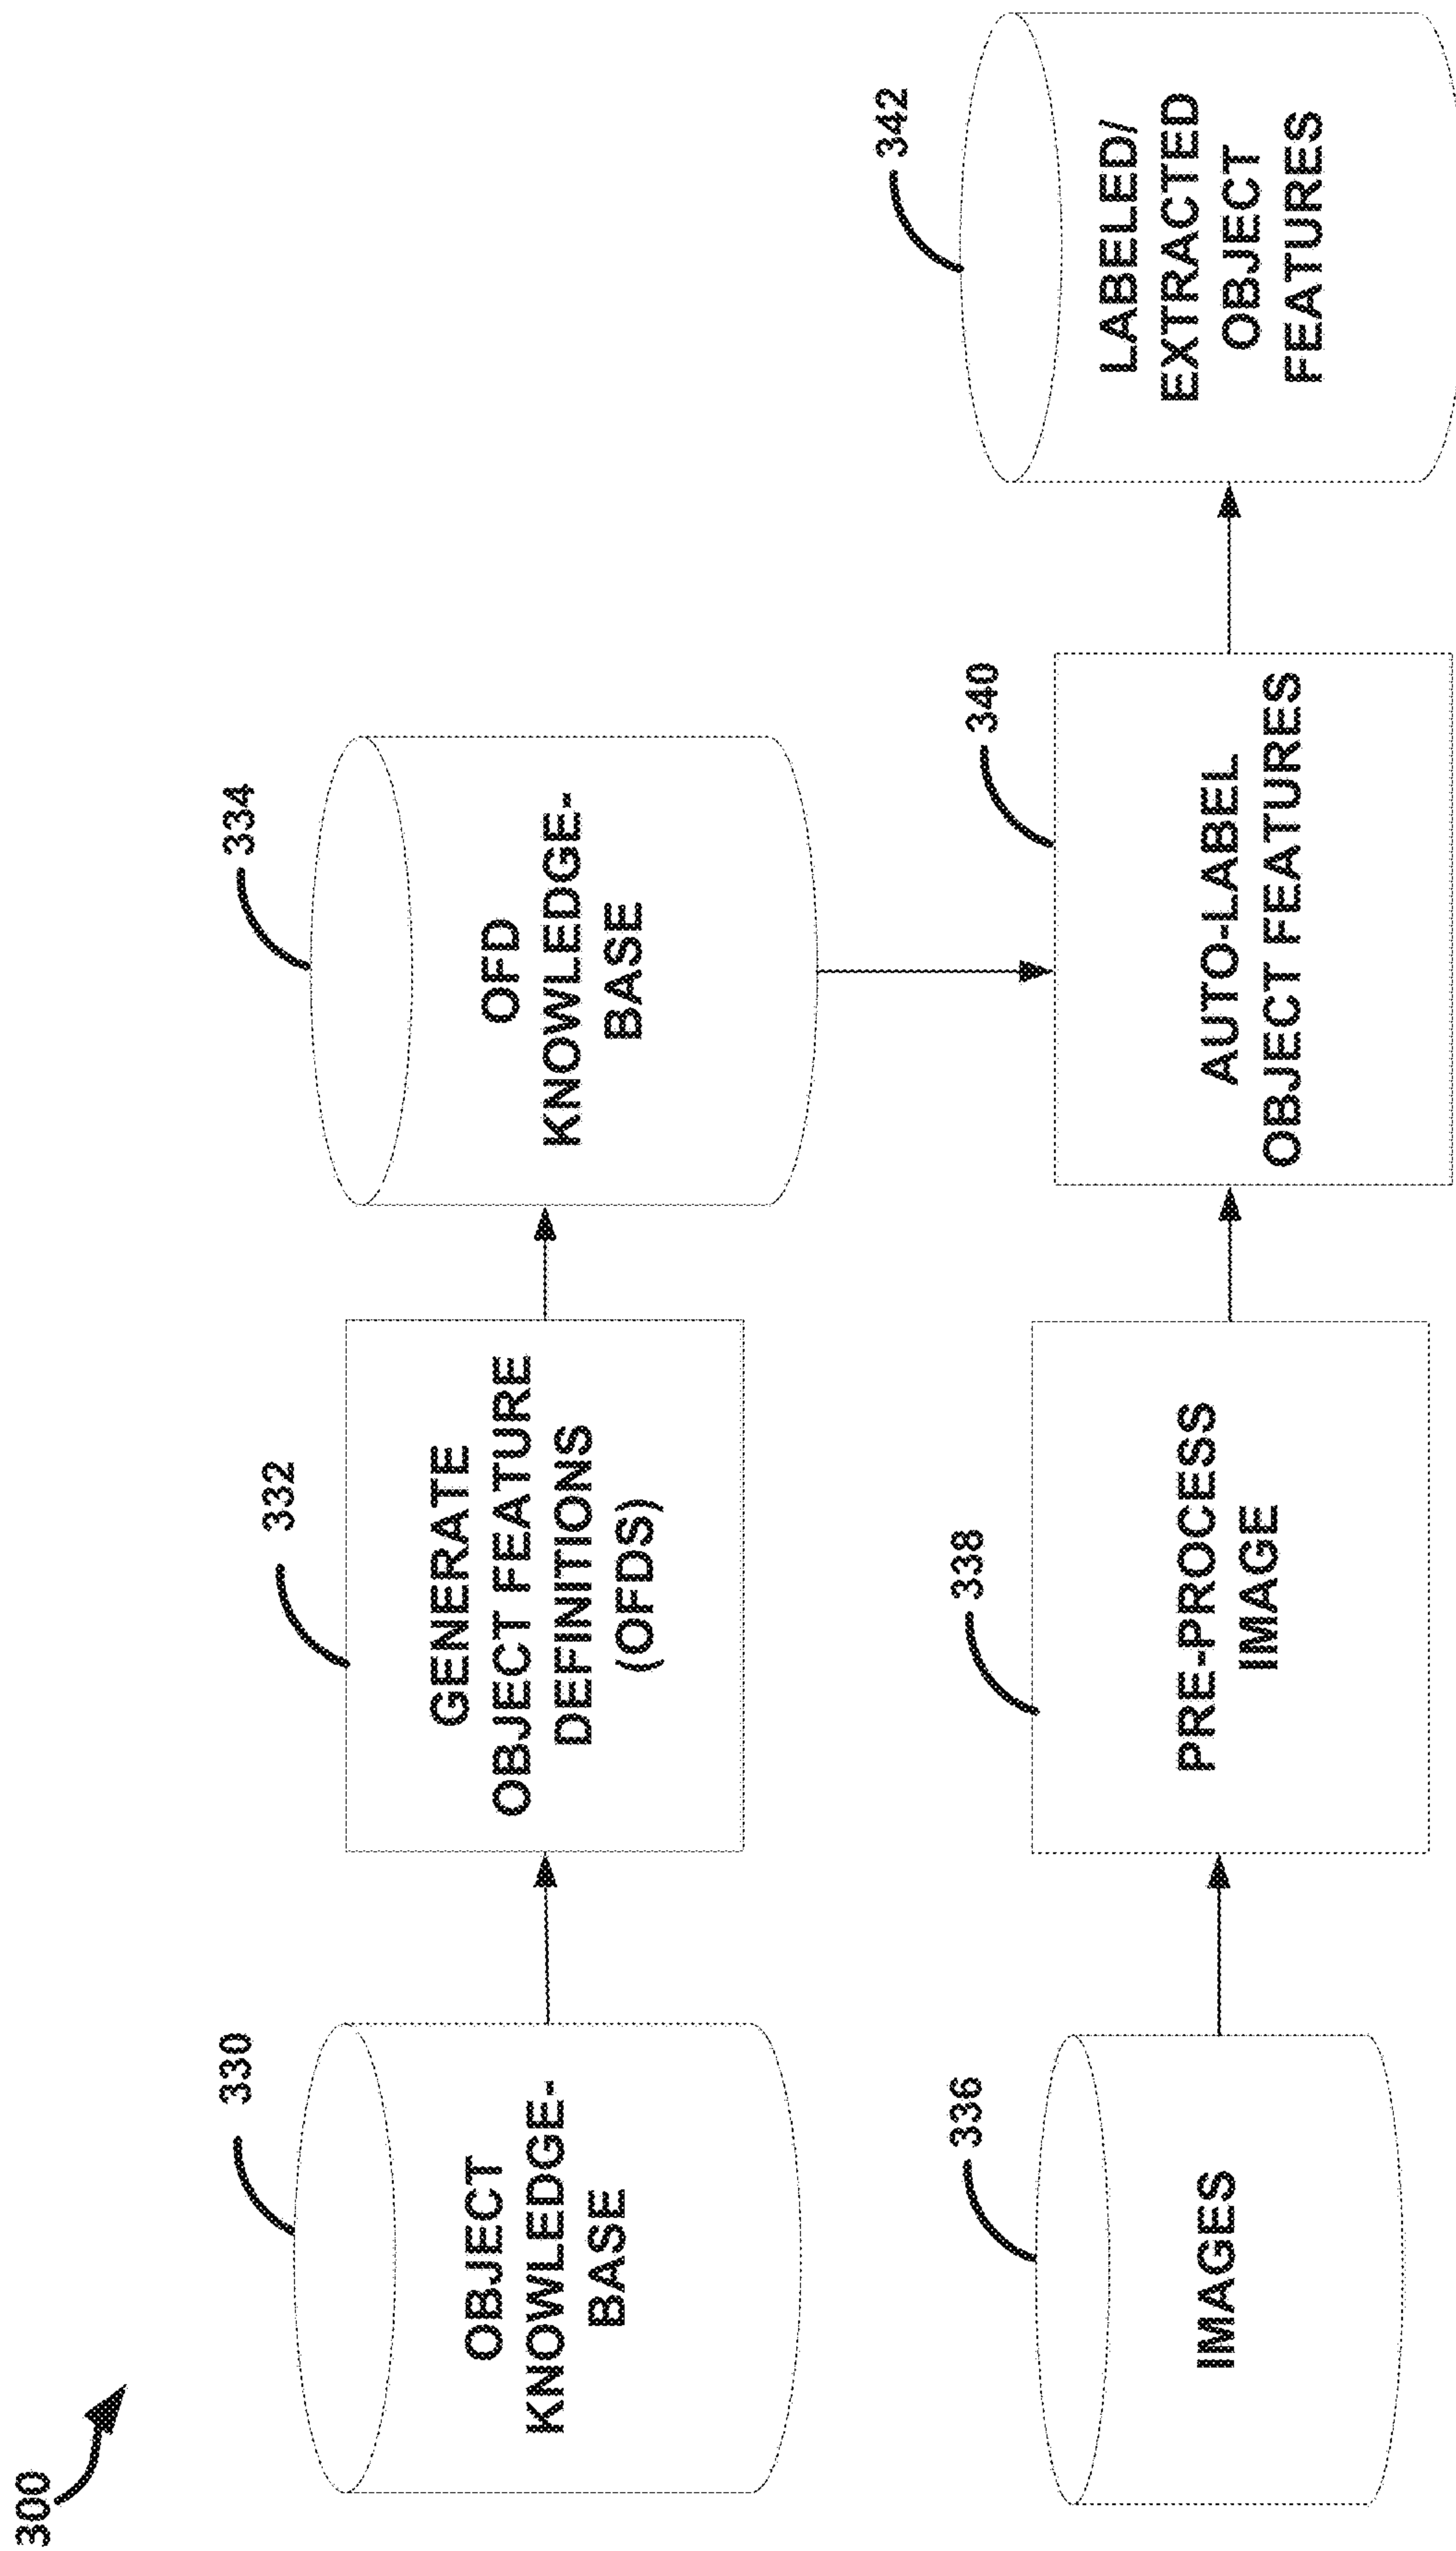 300
330
OBJECT
KNOWLEDGE-
BASE
332
GENERATE
OBJECT FEATURE
DEFINITIONS
(OFDS)
334
OFD
KNOWLEDGE-
BASE
336
IMAGES
338
PRE-PROCESS
IMAGE
340
AUTO-LABEL
OBJECT FEATURES
342
LABELED/
EXTRACTED
OBJECT
FEATURES